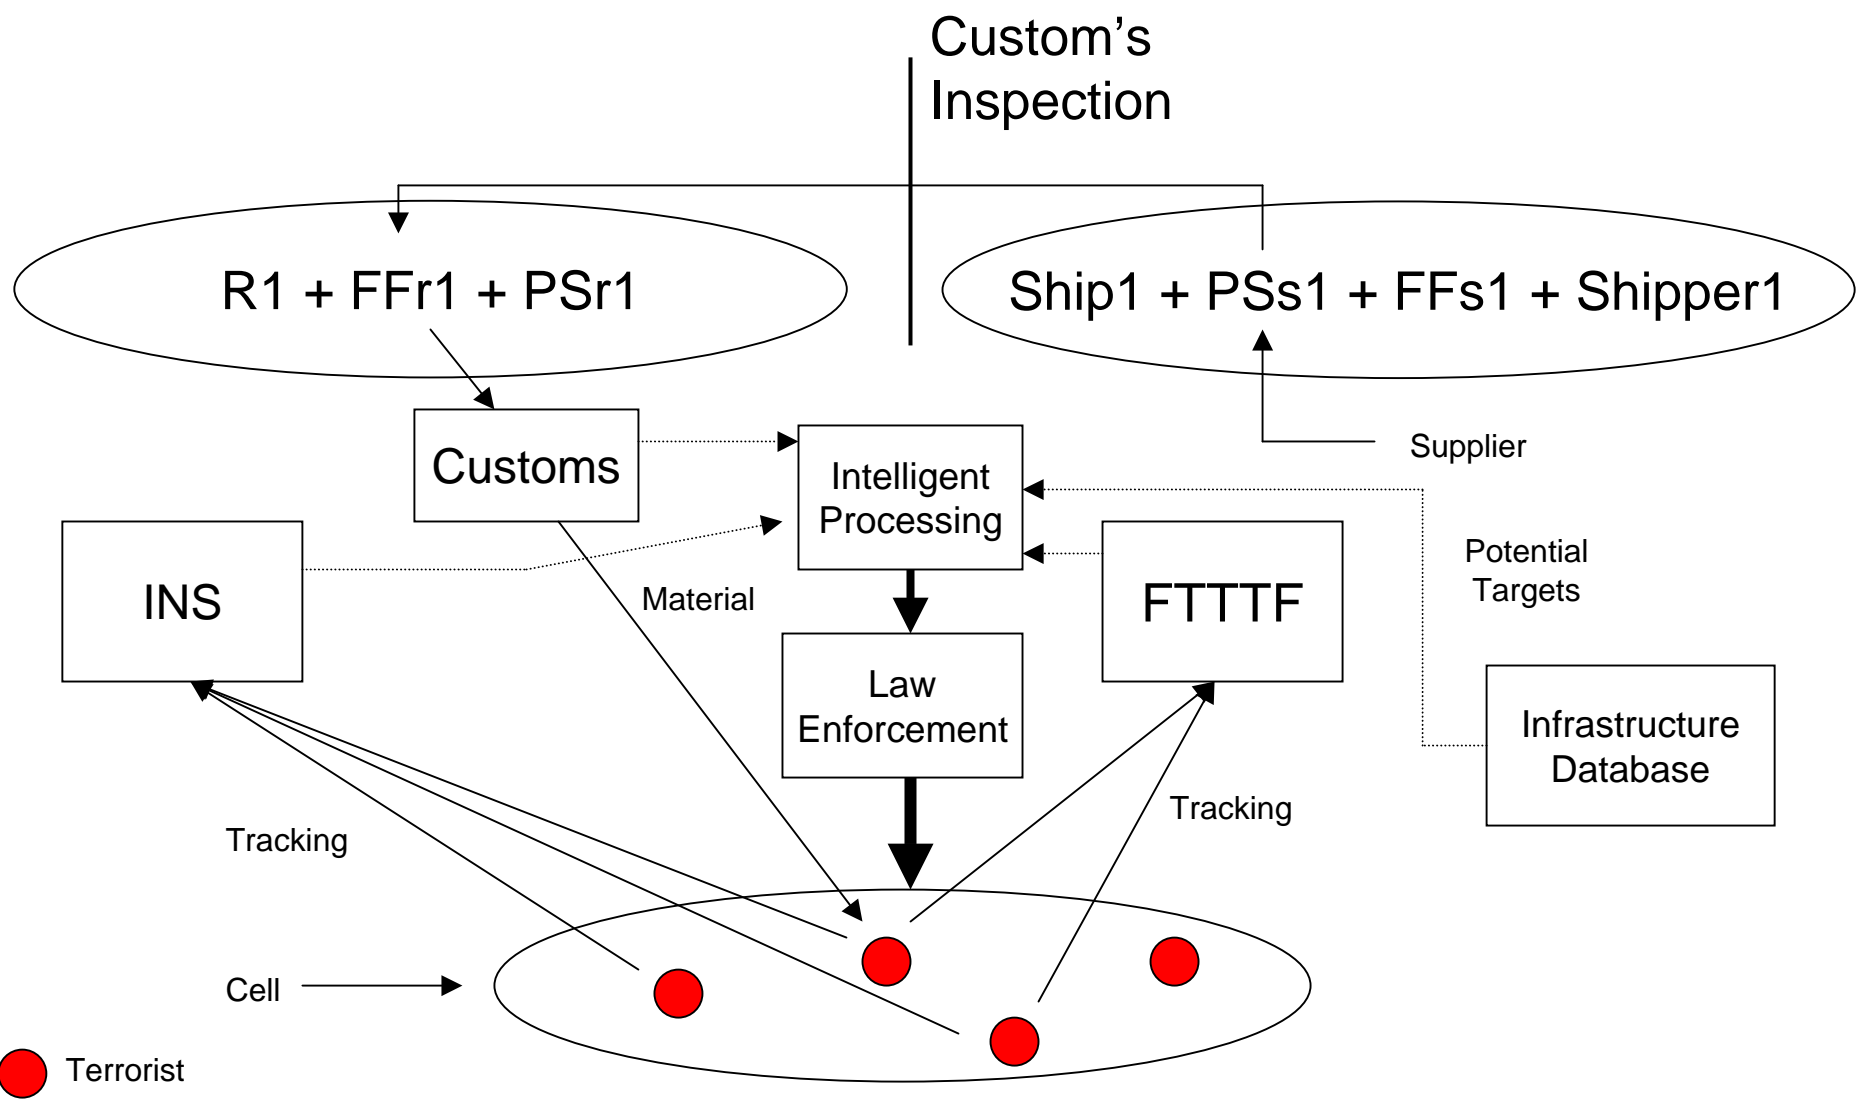 Custom’s
Inspection
R1 + FFr1 + PSr1
Ship1 + PSs1 + FFs1 + Shipper1
Customs
Intelligent
Processing
Supplier
INS
Material
FTTTF
Potential
Targets
Law
Enforcement
Infrastructure
Database
Tracking
Tracking
Cell
Terrorist